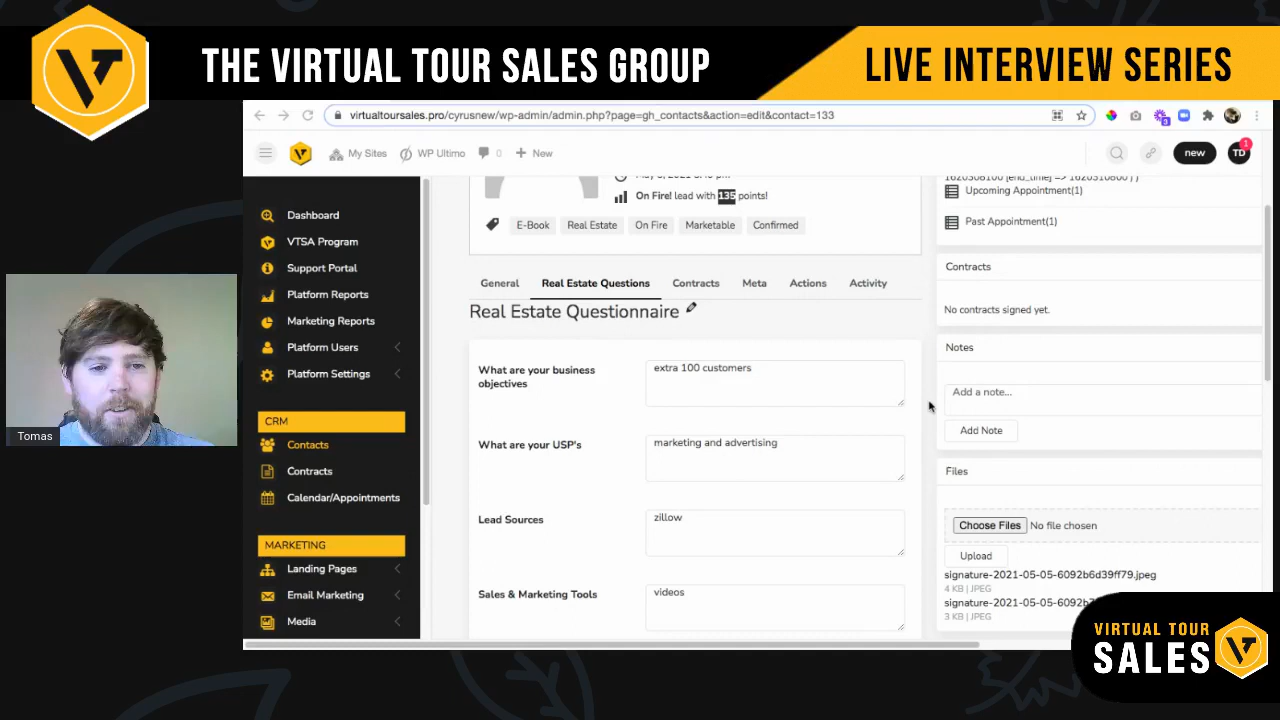 THE VIRTUAL TOUR SALES GROUP
LIVE INTERVIEW SERIES
virtualtoursales.pro/cyrusnew/wp-admin/admin.php?page=gh_contacts&action=edit&contact=133
3
My Sites
WP Ultimo
0
New
new
TD
1
Dashboard
VTSA Program
Support Portal
Platform Reports
Marketing Reports
Platform Users
Platform Settings
CRM
Contacts
Contracts
Calendar/Appointments
MARKETING
Landing Pages
Email Marketing
Media
On Fire! lead with 135 points!
E-Book
Real Estate
On Fire
Marketable
Confirmed
General
Real Estate Questions
Contracts
Meta
Actions
Activity
Real Estate Questionnaire
What are your business
objectives
extra 100 customers
What are your USP's
marketing and advertising
Lead Sources
zillow
Sales & Marketing Tools
videos
Upcoming Appointment(1)
Past Appointment(1)
Contracts
No contracts signed yet.
Notes
Add a note...
Add Note
Files
Choose Files No file chosen
Upload
signature-2021-05-05-6092b6d39ff79.jpeg
4 KB | JPEG
3 KB | JPEG
Tomas
VIRTUAL TOUR
SALES